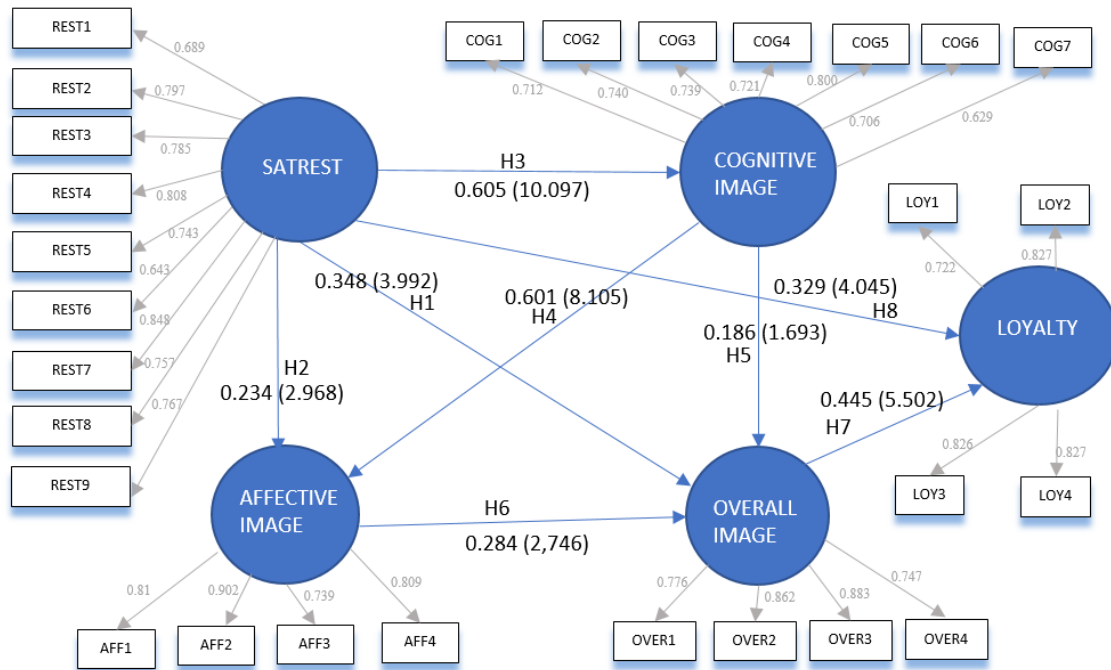 REST1
COG1
COG2
COG3
COG4
COG5
COG6
COG7
0.689
0.712
0.740
0.739
0.721
0.800
0.706
0.629
REST2
0.797
REST3
0.785
SATREST
H3
0.605 (10.097)
COGNITIVE
IMAGE
REST4
0.808
LOY1
LOY2
REST5
0.743
0.643
0.722
0.827
REST6
0.848
0.348 (3.992)
H1
0.601 (8.105)
H4
0.329 (4.045)
H8
0.186 (1.693)
H5
LOYALTY
REST7
0.757
H2
0.234 (2.968)
0.445 (5.502)
H7
REST8
0.767
REST9
0.826
0.827
LOY3
LOY4
AFFECTIVE
IMAGE
H6
0.284 (2,746)
OVERALL
IMAGE
0.81
0.902
0.739
0.809
0.776
0.862
0.883
0.747
AFF1
AFF2
AFF3
AFF4
OVER1
OVER2
OVER3
OVER4